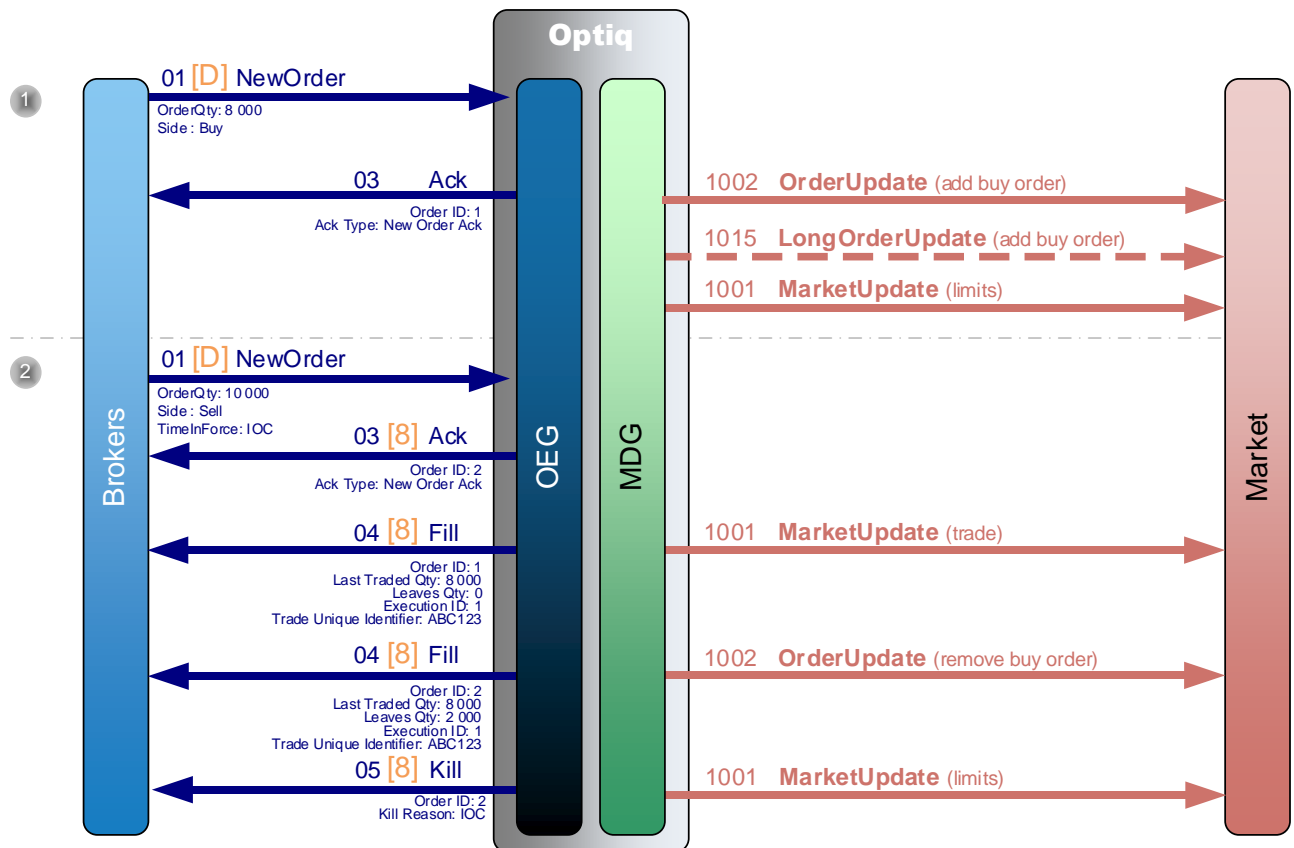 Optiq
1
01 [D] NewOrder
OrderQty: 8 000
Side : Buy
03 Ack
Order ID: 1
Ack Type: New Order Ack
1002 OrderUpdate (add buy order)
1015 LongOrderUpdate (add buy order)
1001 MarketUpdate (limits)
2
01 [D] NewOrder
OrderQty: 10 000
Side : Sell
TimeInForce: IOC
03 [8] Ack
Order ID: 2
Ack Type: New Order Ack
Brokers
OEG
MDG
Market
04 [8] Fill
Order ID: 1
Last Traded Qty: 8 000
Leaves Qty: 0
Execution ID: 1
Trade Unique Identifier: ABC123
1001 MarketUpdate (trade)
04 [8] Fill
Order ID: 2
Last Traded Qty: 8 000
Leaves Qty: 2 000
Execution ID: 1
Trade Unique Identifier: ABC123
1002 OrderUpdate (remove buy order)
05 [8] Kill
Order ID: 2
Kill Reason: IOC
1001 MarketUpdate (limits)